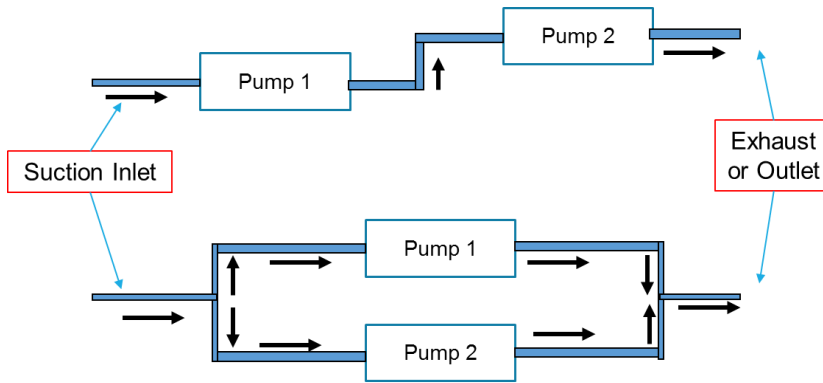 Pump 2
Pump 1
Suction Inlet
Exhaust
or Outlet
Pump 1
Pump 2